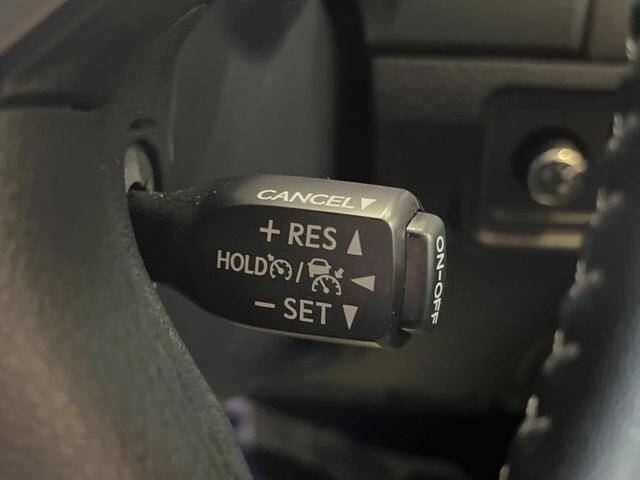 CANCEL▼
+ RES ▲
HOLD / ◀
− SET ▼
ON-OFF